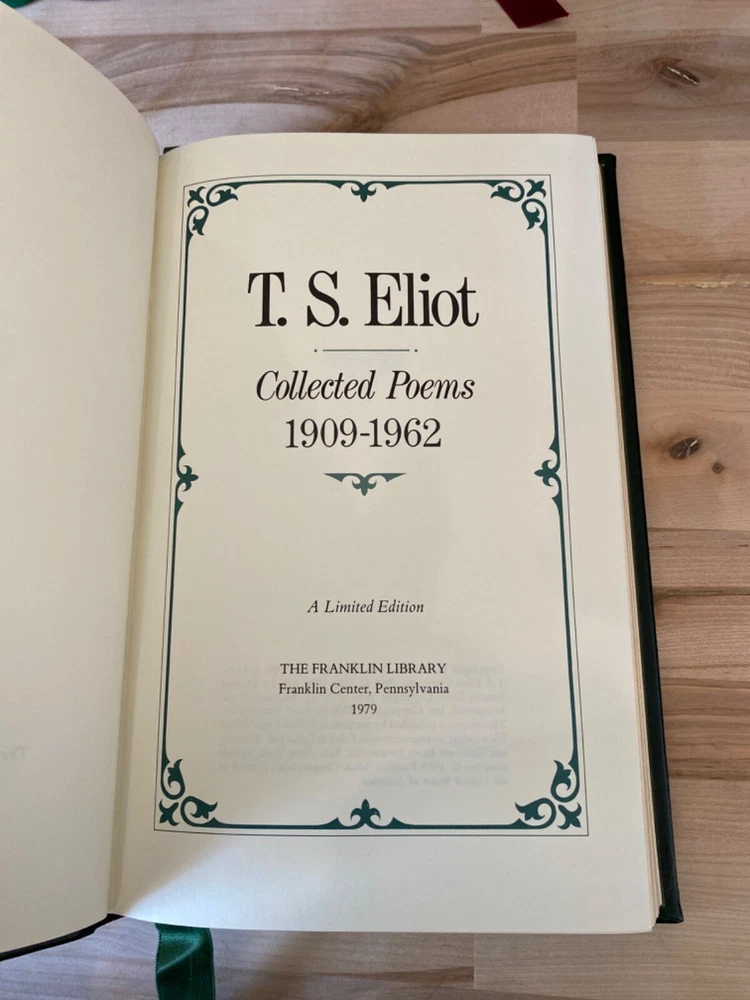 T. S. Eliot
Collected Poems
1909-1962
A Limited Edition
THE FRANKLIN LIBRARY
Franklin Center, Pennsylvania
1979